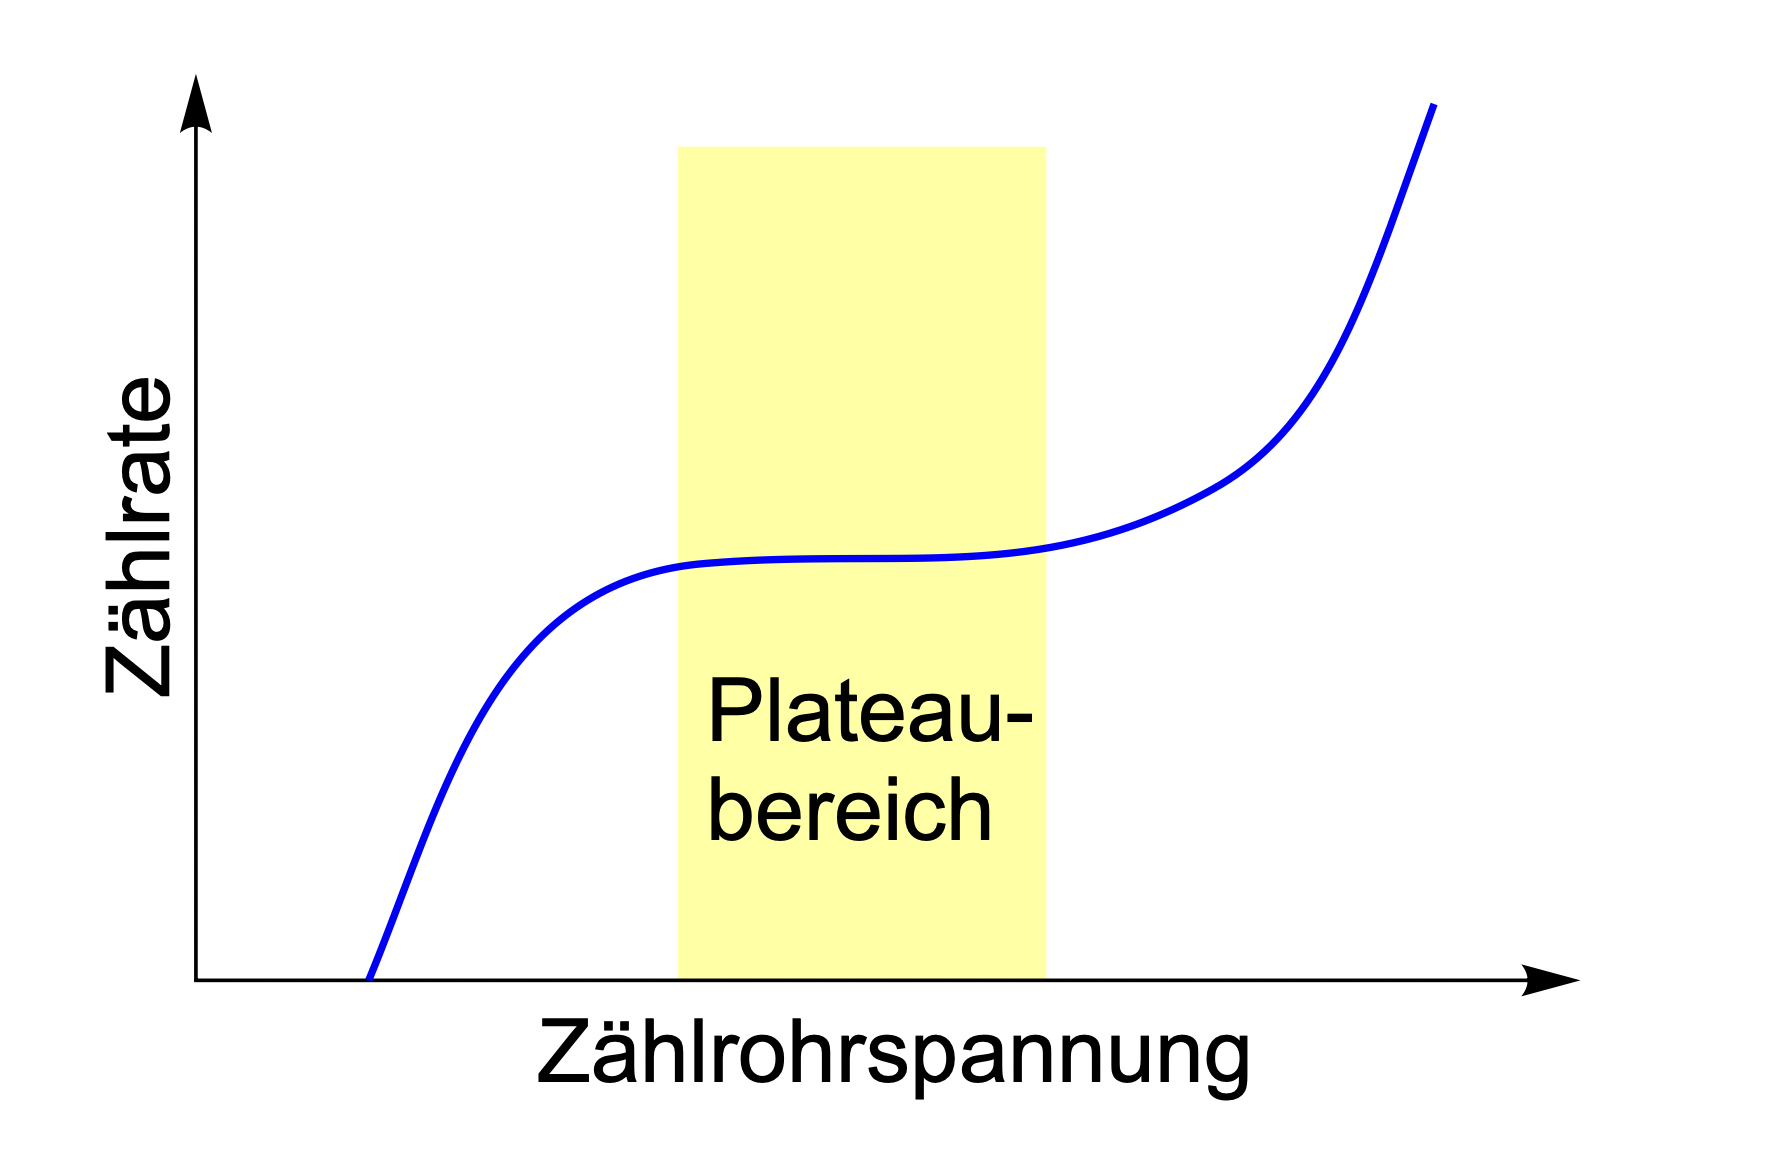 Zählrate
Plateau-
bereich
Zählrohrspannung